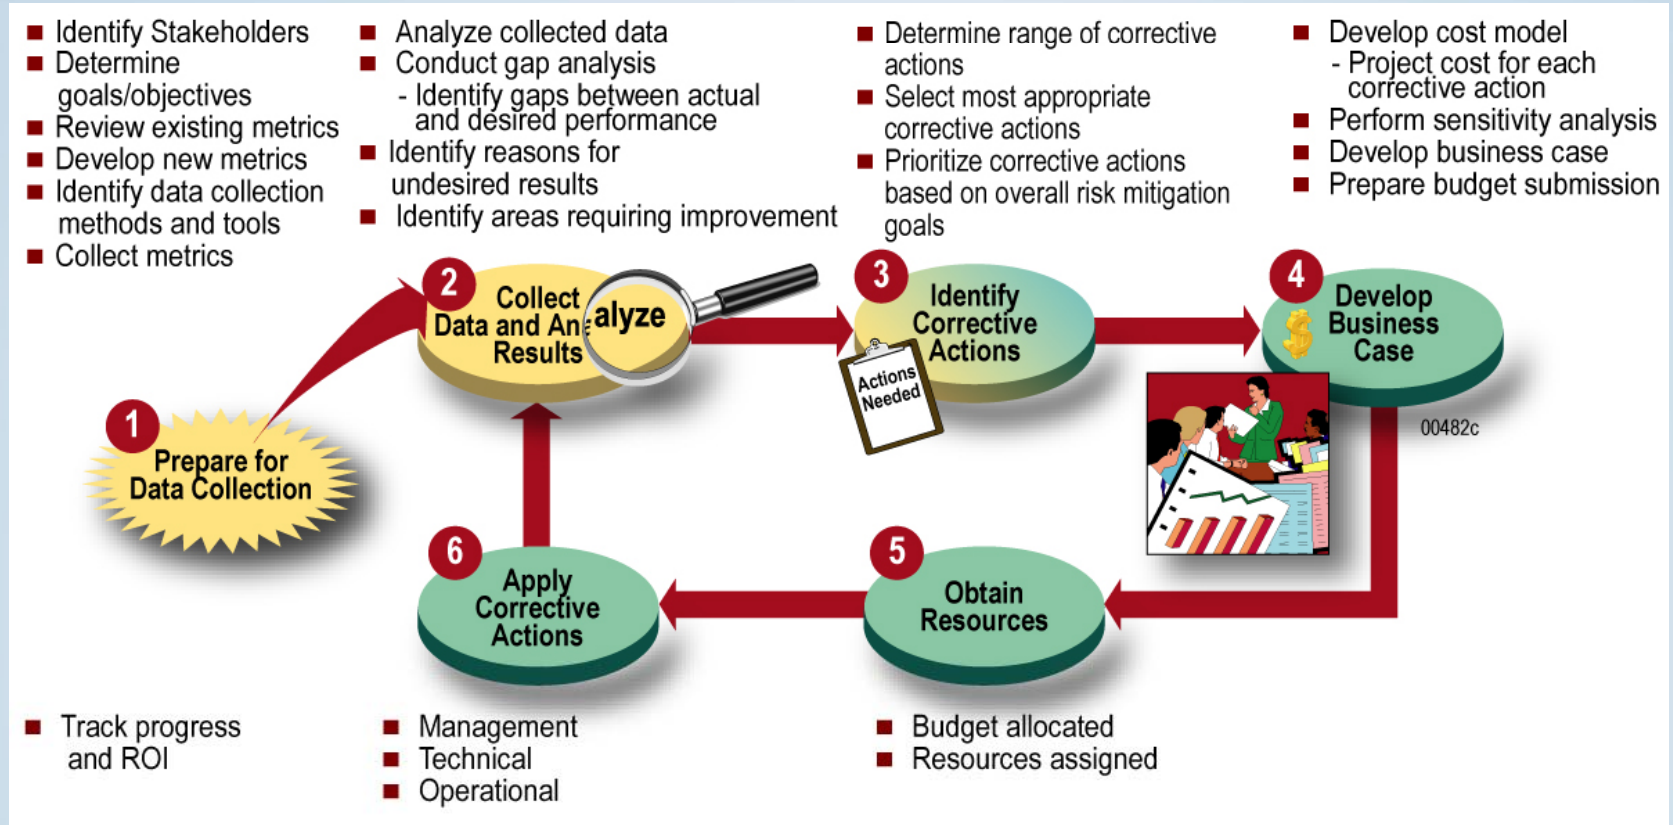 Identify Stakeholders
Determine
goals/objectives
Review existing metrics
Develop new metrics
Identify data collection
methods and tools
Collect metrics
Analyze collected data
Conduct gap analysis
- Identify gaps between actual
and desired performance
Identify reasons for
undesired results
Identify areas requiring improvement
Determine range of corrective
actions
Select most appropriate
corrective actions
Prioritize corrective actions
based on overall risk mitigation
goals
Develop cost model
- Project cost for each
corrective action
Perform sensitivity analysis
Develop business case
Prepare budget submission
1
Prepare for
Data Collection
2
Collect
Data and Analyze
Results
3
Identify
Corrective
Actions
Actions
Needed
4
Develop
Business
Case
$
00482c
5
Obtain
Resources
6
Apply
Corrective
Actions
Track progress
and ROI
Management
Technical
Operational
Budget allocated
Resources assigned